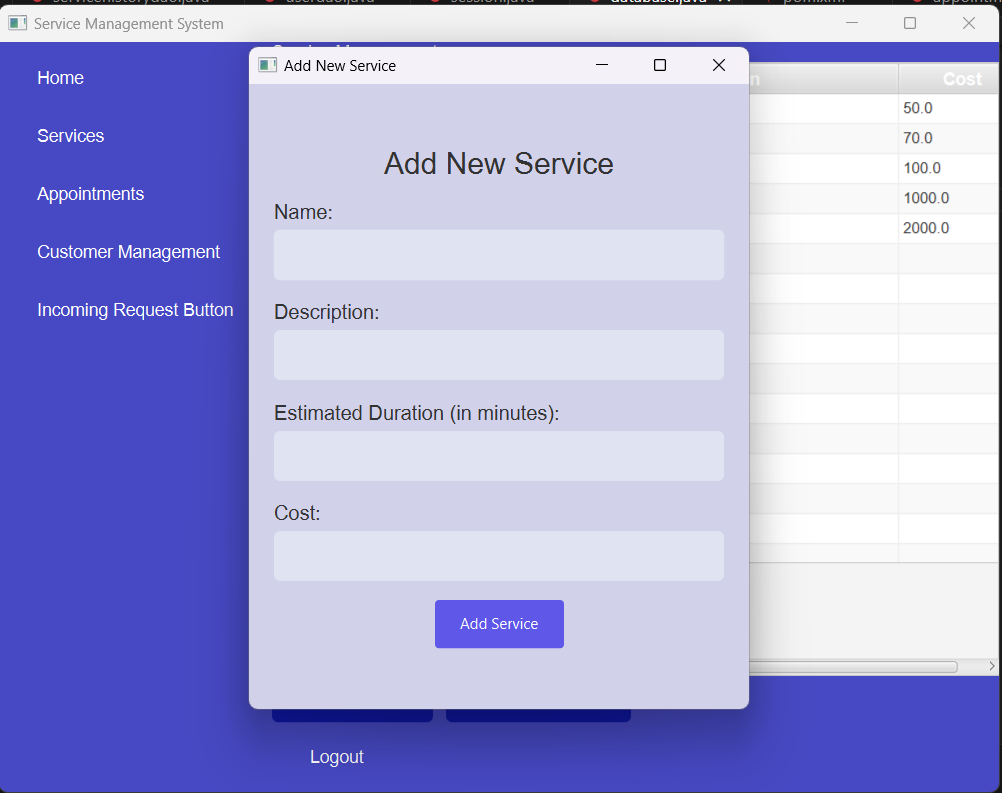 Service Management System
Home
Services
Appointments
Customer Management
Incoming Request Button
Add New Service
Add New Service
Name:
Description:
Estimated Duration (in minutes):
Cost:
Add Service
Cost
50.0
70.0
100.0
1000.0
2000.0
Logout